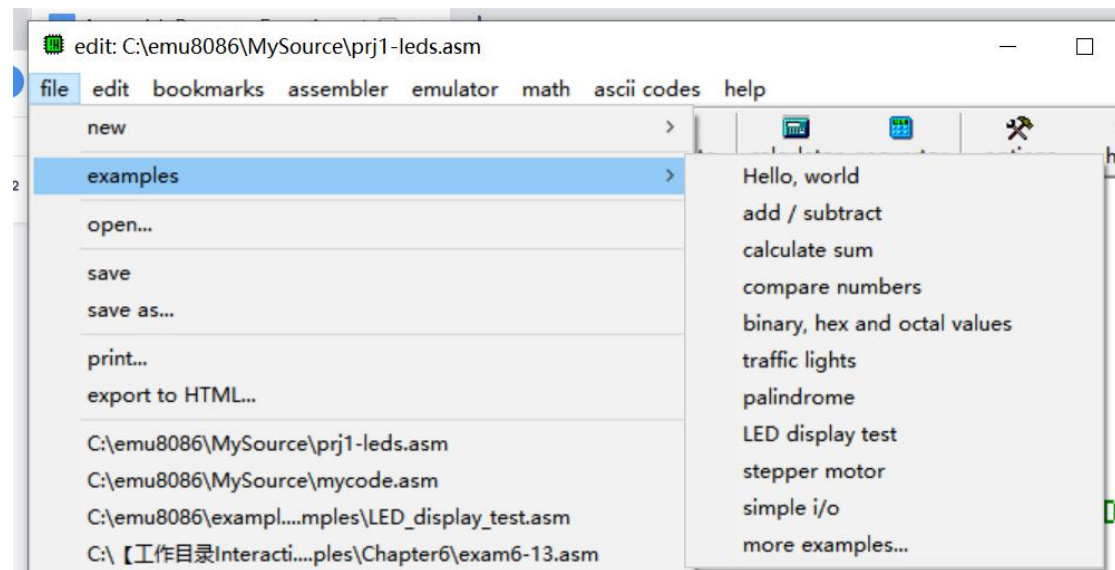 edit: C:\emu8086\MySource\prj1-leds.asm
file edit bookmarks assembler emulator math ascii codes help
new
examples
open...
save
save as...
print...
export to HTML...
C:\emu8086\MySource\prj1-leds.asm
C:\emu8086\MySource\mycode.asm
C:\emu8086\exampl....mples\LED_display_test.asm
C:\【工作目录Interacti....ples\Chapter6\exam6-13.asm
Hello, world
add / subtract
calculate sum
compare numbers
binary, hex and octal values
traffic lights
palindrome
LED display test
stepper motor
simple i/o
more examples...
2